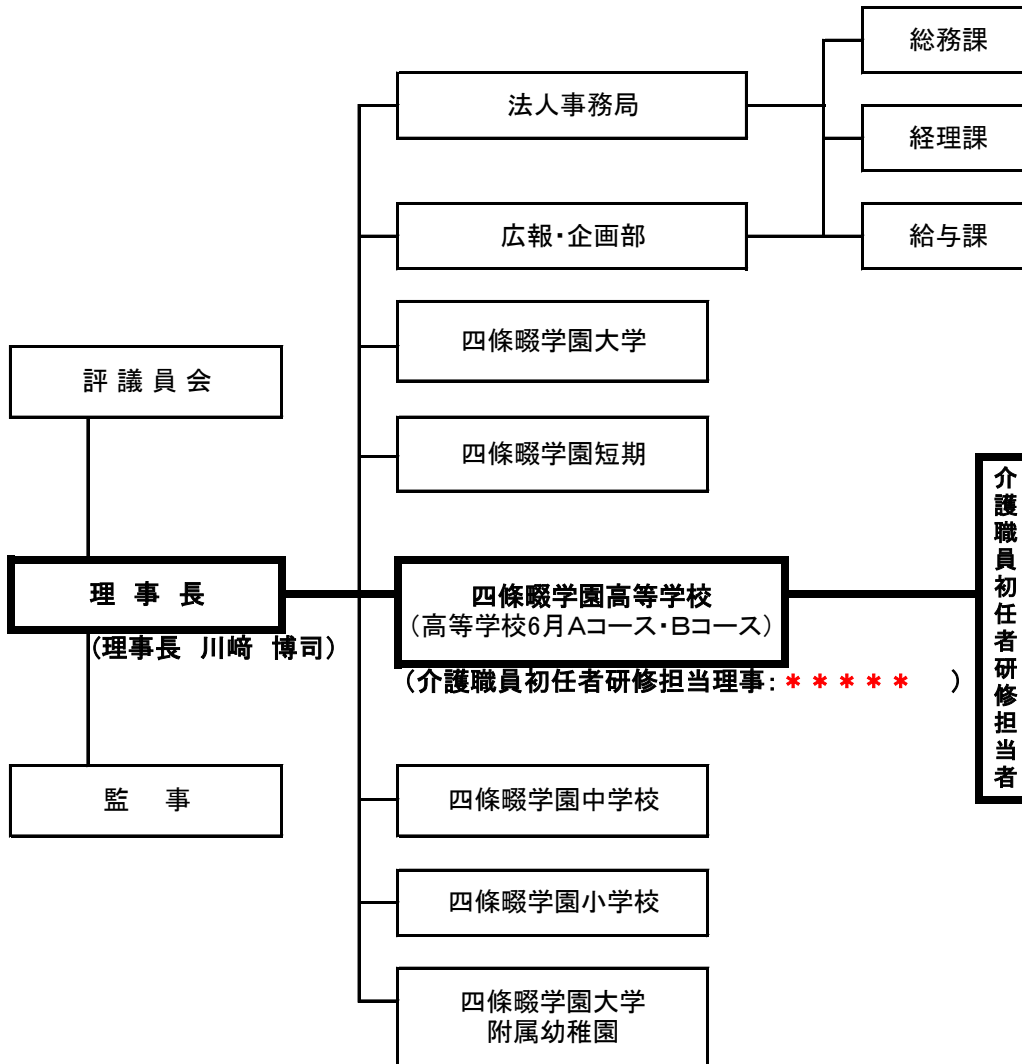 総務課
法人事務局
経理課
広報・企画部
給与課
四條畷学園大学
評議員会
四條畷学園短期
理事長
(理事長 川﨑 博司)
四條畷学園高等学校
(高等学校6月Aコース・Bコース)
(介護職員初任者研修担当理事:＊＊＊＊＊ )
介護職員初任者研修担当者
四條畷学園中学校
監 事
四條畷学園小学校
四條畷学園大学
附属幼稚園